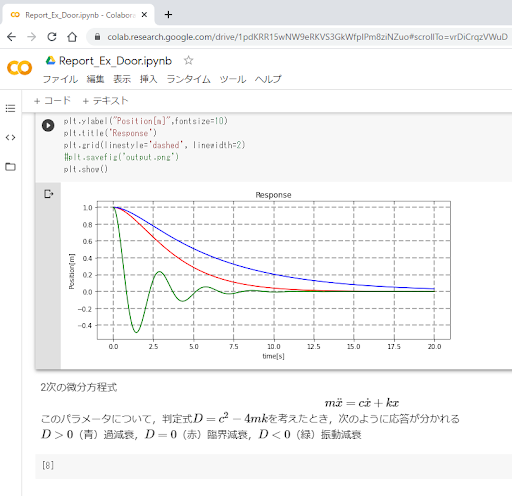 Report_Ex_Door.ipynb - Colabora
colab.research.google.com/drive/1pdKRR15wNW9eRKVS3GkWfpIPm8ziNZuo#scrollTo=vrDiCrqzVWuD
Report_Ex_Door.ipynb
ファイル 編集 表示 挿入 ランタイム ツール ヘルプ
+ コード + テキスト
plt.ylabel("Position[m]",fontsize=10)
plt.title('Response')
plt.grid(linestyle='dashed', linewidth=2)
#plt.savefig('output.png')
plt.show()
Response
1.0
0.8
0.6
0.4
0.2
0.0
−0.2
−0.4
Position[m]
0.0 2.5 5.0 7.5 10.0 12.5 15.0 17.5 20.0
time[s]
2次の微分方程式
mẍ = cẋ + kx
このパラメータについて，判定式D = c² − 4mkを考えたとき，次のように応答が分かれる
D > 0（青）過減衰，D = 0（赤）臨界減衰，D < 0（緑）振動減衰
[8]